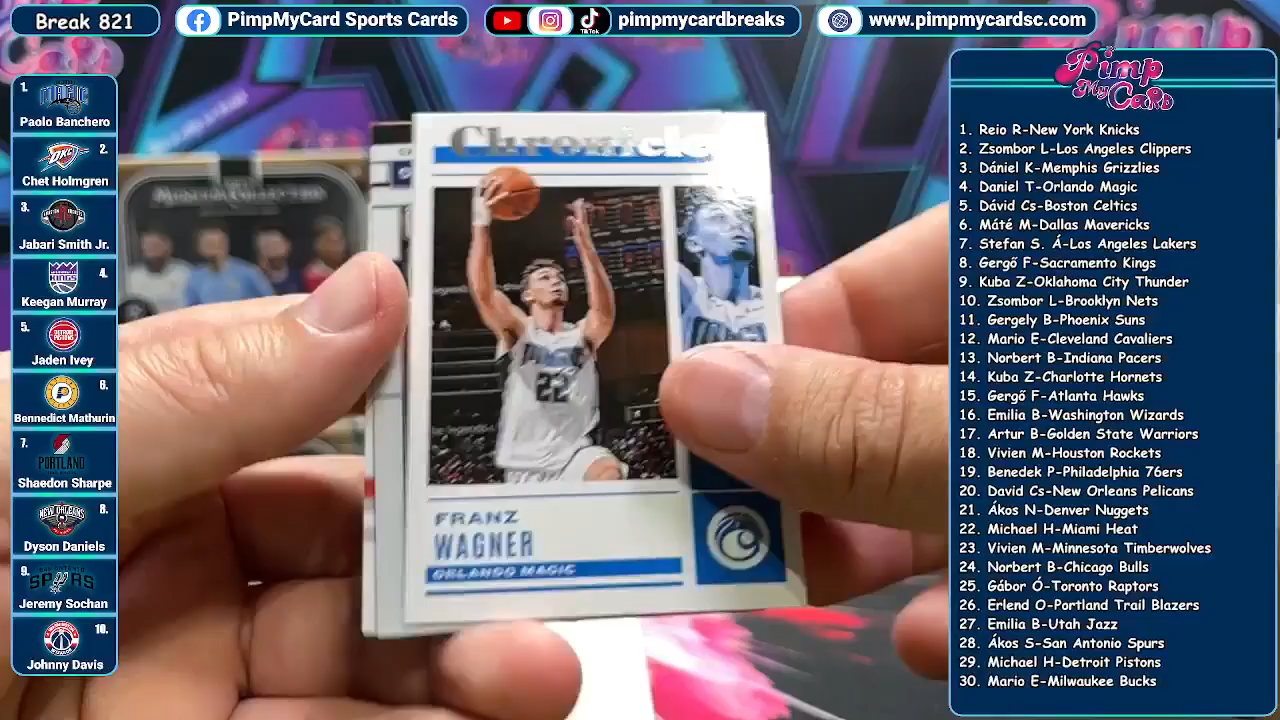 Break 821
PimpMyCard Sports Cards
TikTok
pimpmycardbreaks
www.pimpmycardsc.com
1.
MAGIC
Paolo Banchero
2.
Chet Holmgren
3.
Jabari Smith Jr.
KINGS
4.
Keegan Murray
5.
Jaden Ivey
6.
Bennedict Mathurin
7.
PORTLAND
Shaedon Sharpe
8.
Dyson Daniels
9.
SPURS
Jeremy Sochan
10.
Johnny Davis
Chronicles
22
FRANZ
WAGNER
ORLANDO MAGIC
Pimp
My
Card
1. Reio R-New York Knicks
2. Zsombor L-Los Angeles Clippers
3. Dániel K-Memphis Grizzlies
4. Daniel T-Orlando Magic
5. Dávid Cs-Boston Celtics
6. Máté M-Dallas Mavericks
7. Stefan S. Á-Los Angeles Lakers
8. Gergő F-Sacramento Kings
9. Kuba Z-Oklahoma City Thunder
10. Zsombor L-Brooklyn Nets
11. Gergely B-Phoenix Suns
12. Mario E-Cleveland Cavaliers
13. Norbert B-Indiana Pacers
14. Kuba Z-Charlotte Hornets
15. Gergő F-Atlanta Hawks
16. Emilia B-Washington Wizards
17. Artur B-Golden State Warriors
18. Vivien M-Houston Rockets
19. Benedek P-Philadelphia 76ers
20. David Cs-New Orleans Pelicans
21. Ákos N-Denver Nuggets
22. Michael H-Miami Heat
23. Vivien M-Minnesota Timberwolves
24. Norbert B-Chicago Bulls
25. Gábor Ó-Toronto Raptors
26. Erlend O-Portland Trail Blazers
27. Emilia B-Utah Jazz
28. Ákos S-San Antonio Spurs
29. Michael H-Detroit Pistons
30. Mario E-Milwaukee Bucks